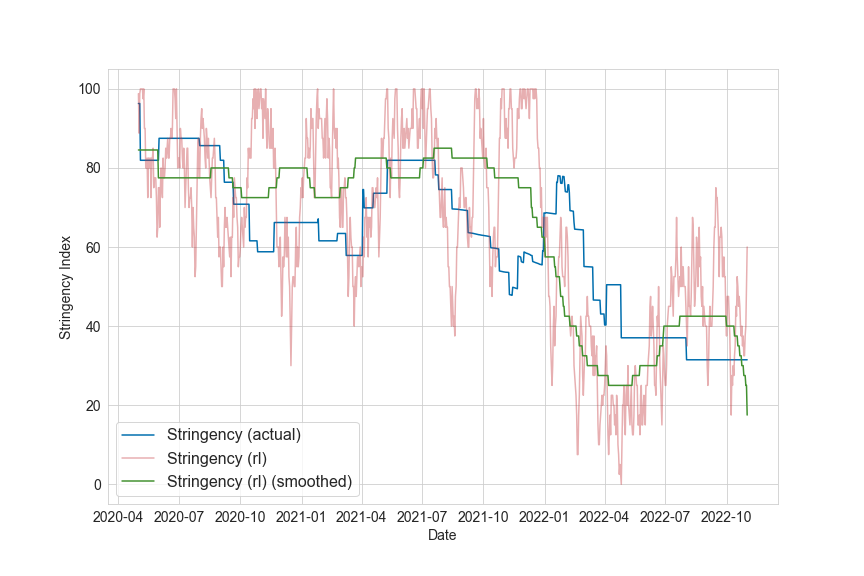 100
80
60
40
20
0
Stringency Index
Stringency (actual)
Stringency (rl)
Stringency (rl) (smoothed)
2020-04 2020-07 2020-10 2021-01 2021-04 2021-07 2021-10 2022-01 2022-04 2022-07 2022-10
Date